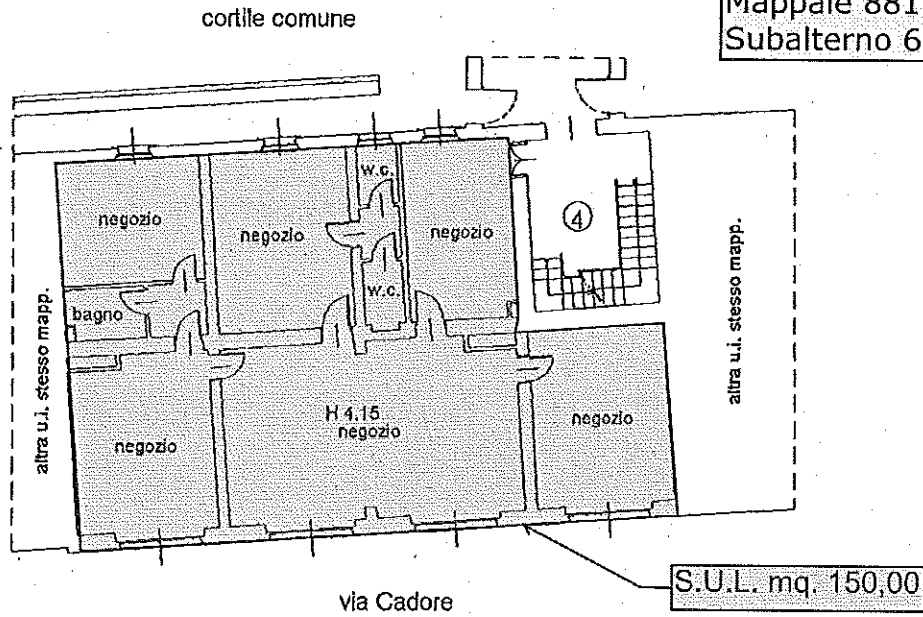 cortile comune
Mappale 881
Subalterno 6
w.c.
negozio
negozio
negozio
4
w.c.
bagno
altra u.i. stesso mapp.
altra u.i. stesso mapp.
H 4.15
negozio
negozio
negozio
S.U.L. mq. 150,00
via Cadore